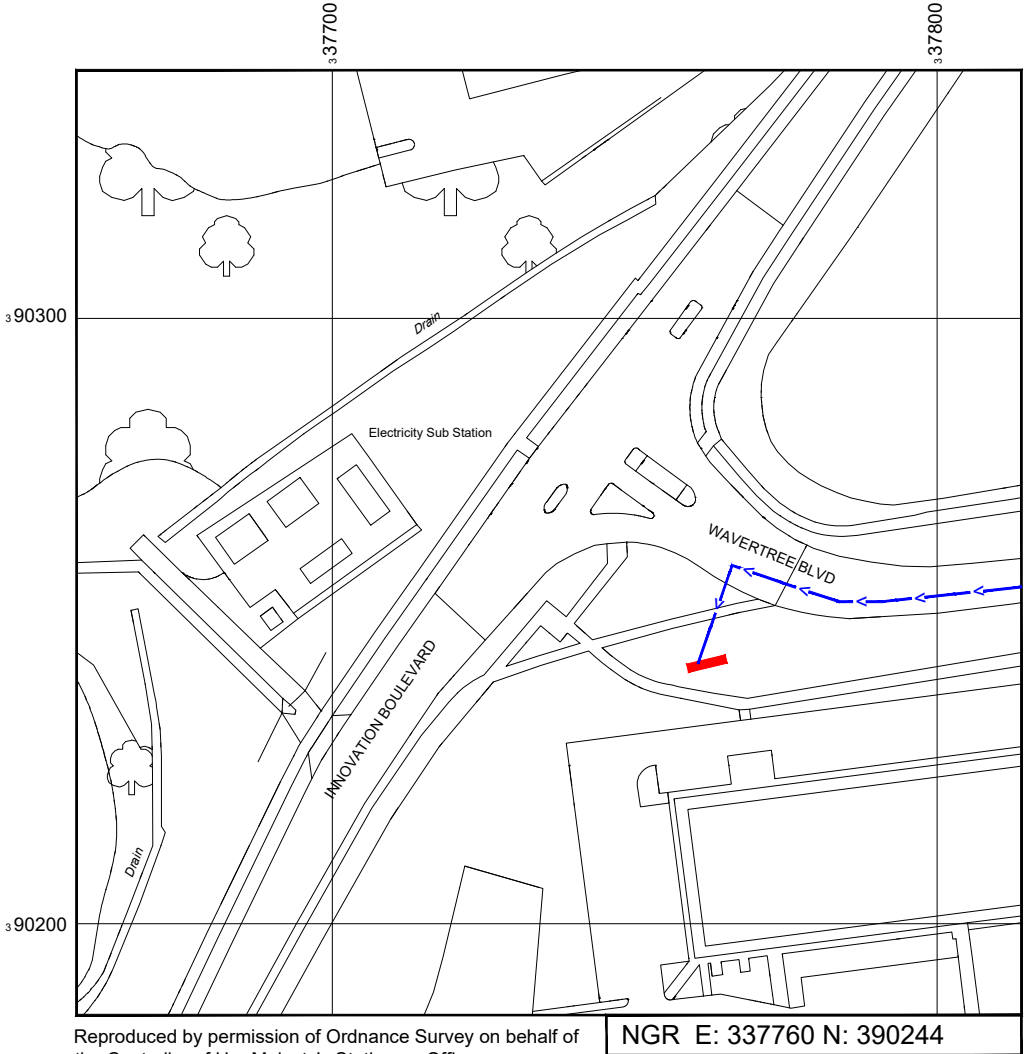 337700
337800
390300
Drain
Electricity Sub Station
WAVERTREE BLVD
INNOVATION BOULEVARD
Drain
390200
Reproduced by permission of Ordnance Survey on behalf of
NGR E: 337760 N: 390244